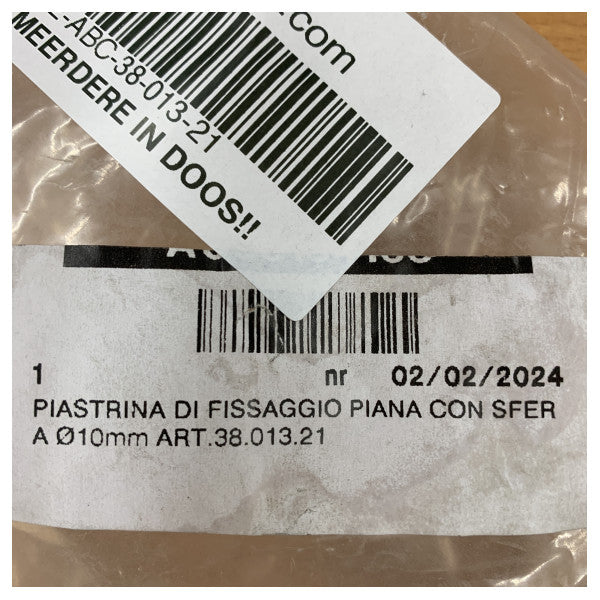 .com
-ABC-38-013-21
MEERDERE IN DOOS!!
1 nr 02/02/2024
PIASTRINA DI FISSAGGIO PIANA CON SFER
A Ø10mm ART.38.013.21